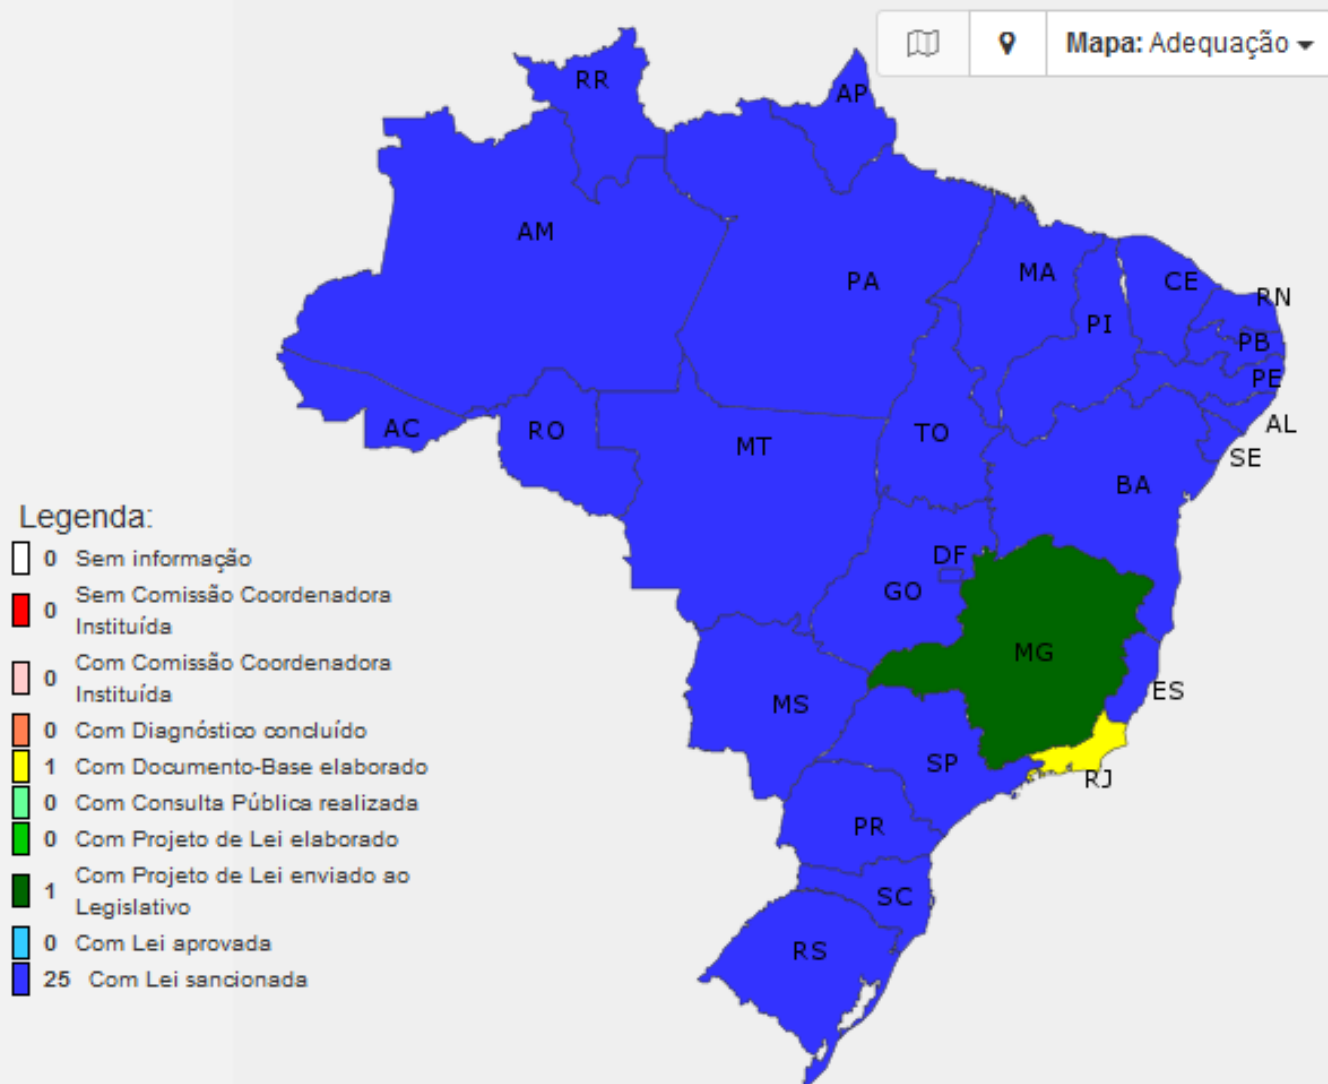 Mapa: Adequação
RR
AP
AM
PA
MA
CE
RN
PI
PB
PE
AC
RO
MT
TO
AL
SE
BA
DF
GO
MG
MS
ES
SP
RJ
PR
SC
RS
Legenda:
0 Sem informação
0 Sem Comissão Coordenadora
Instituída
0 Com Comissão Coordenadora
Instituída
0 Com Diagnóstico concluído
1 Com Documento-Base elaborado
0 Com Consulta Pública realizada
0 Com Projeto de Lei elaborado
1 Com Projeto de Lei enviado ao
Legislativo
0 Com Lei aprovada
25 Com Lei sancionada